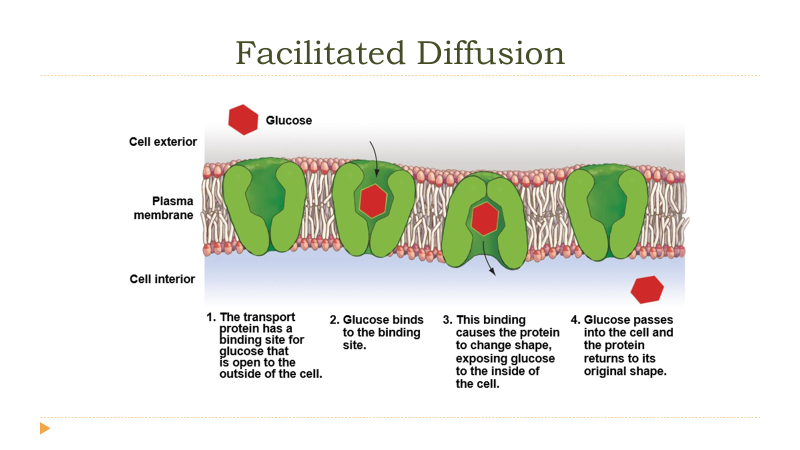 Facilitated Diffusion
Glucose
Cell exterior
Plasma
membrane
Cell interior
1. The transport
protein has a
binding site for
glucose that
is open to the
outside of the cell.
2. Glucose binds
to the binding
site.
3. This binding
causes the protein
to change shape,
exposing glucose
to the inside of
the cell.
4. Glucose passes
into the cell and
the protein
returns to its
original shape.